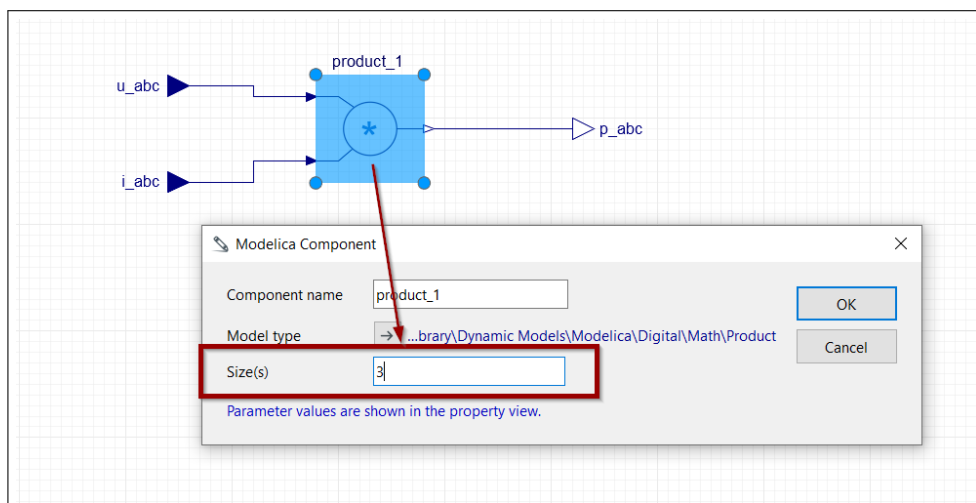 product_1
u_abc
*
p_abc
i_abc
Modelica Component
Component name product_1 OK
Model type → ...brary\Dynamic Models\Modelica\Digital\Math\Product
Cancel
Size(s) 3
Parameter values are shown in the property view.